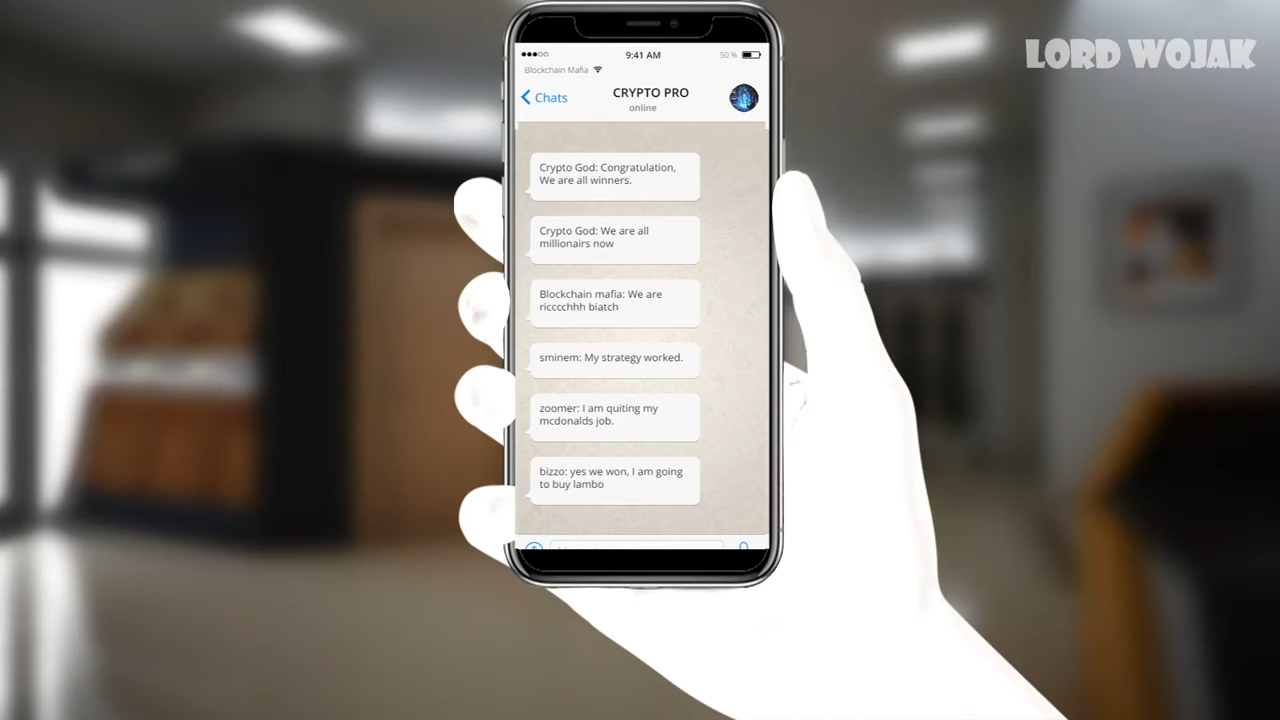 LORD WOJAK
9:41 AM
50 %
Blockchain Mafia
Chats
CRYPTO PRO
online
Crypto God: Congratulation,
We are all winners.
Crypto God: We are all
millionairs now
Blockchain mafia: We are
ricccchhh biatch
sminem: My strategy worked.
zoomer: I am quiting my
mcdonalds job.
bizzo: yes we won, I am going
to buy lambo